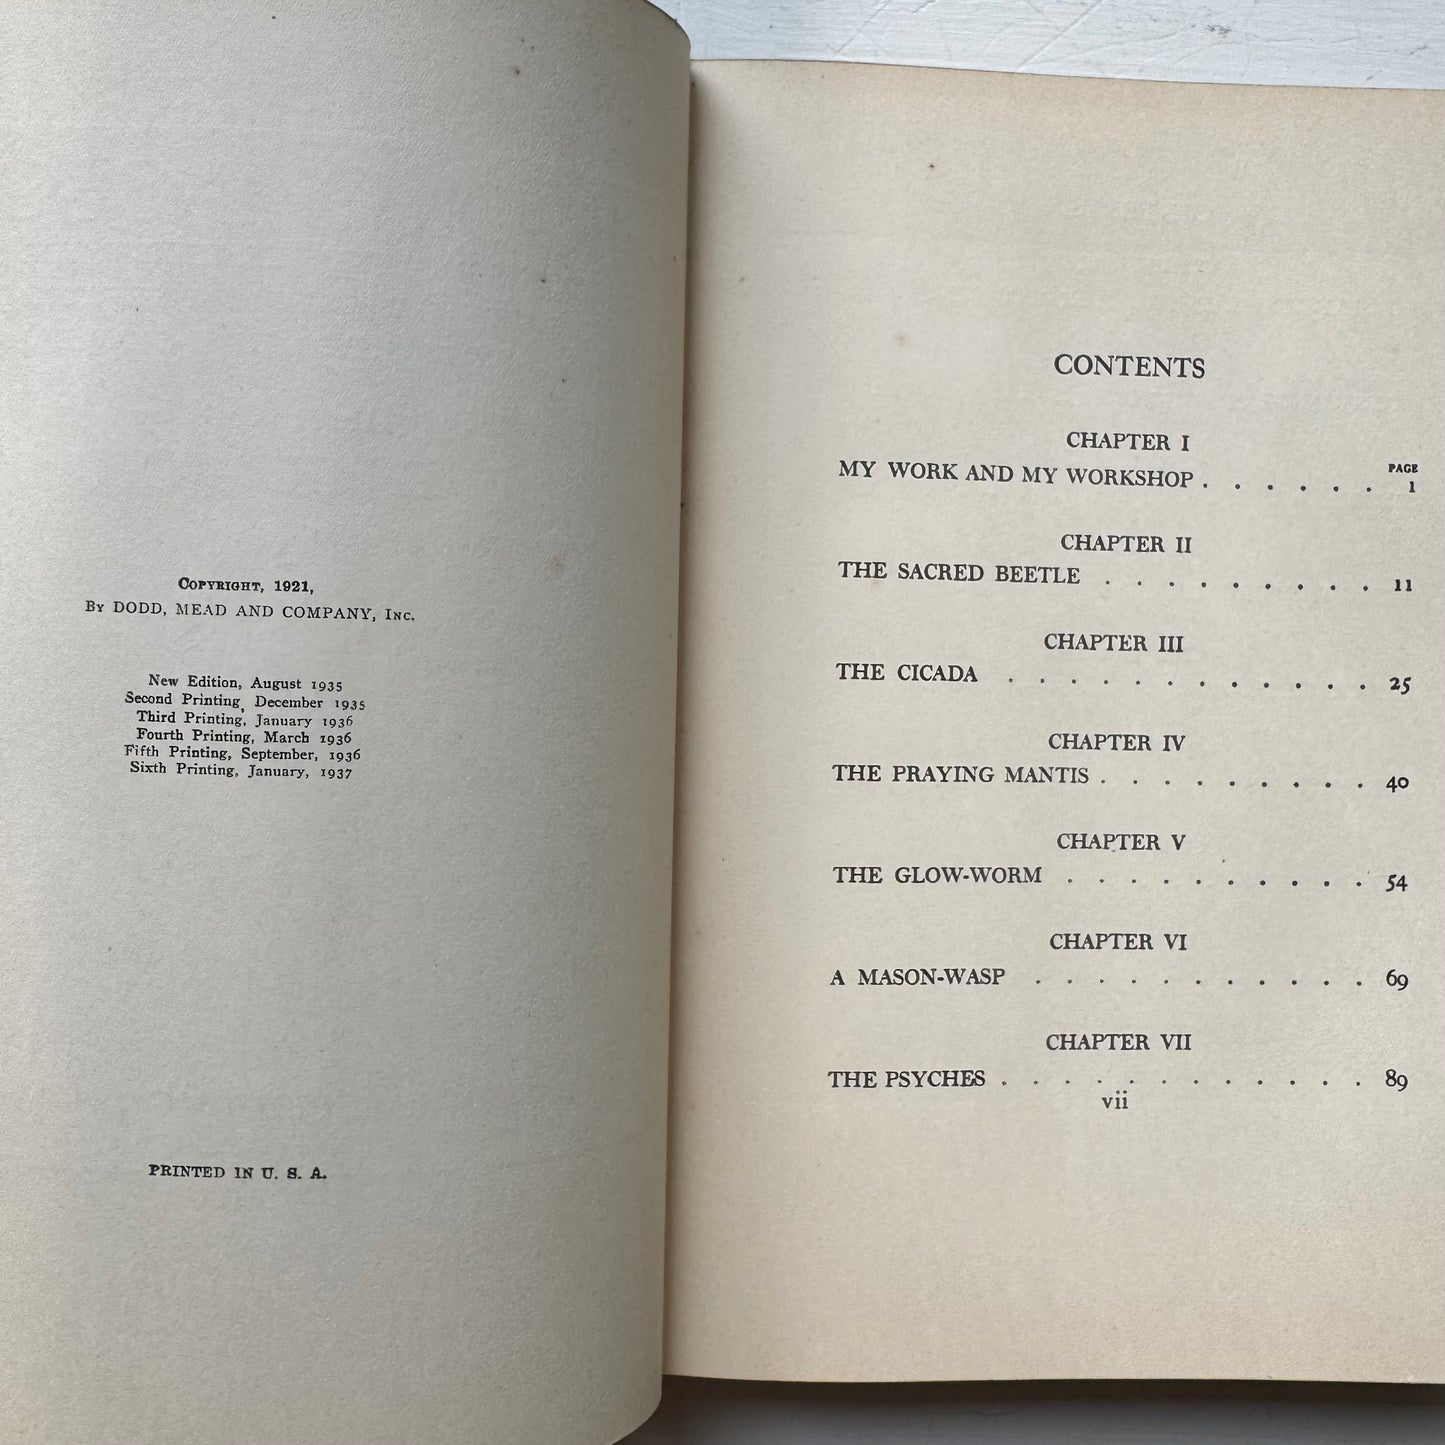 COPYRIGHT, 1921,
BY DODD, MEAD AND COMPANY, INC.
New Edition, August 1935
Second Printing, December 1935
Third Printing, January 1936
Fourth Printing, March 1936
Fifth Printing, September, 1936
Sixth Printing, January, 1937
PRINTED IN U. S. A.
CONTENTS
CHAPTER I
PAGE
MY WORK AND MY WORKSHOP . . . . . . 1
CHAPTER II
THE SACRED BEETLE . . . . . . . . . 11
CHAPTER III
THE CICADA . . . . . . . . . . . . 25
CHAPTER IV
THE PRAYING MANTIS . . . . . . . . . 40
CHAPTER V
THE GLOW-WORM . . . . . . . . . . 54
CHAPTER VI
A MASON-WASP . . . . . . . . . . . 69
CHAPTER VII
THE PSYCHES . . . . . . . . . . . . 89
vii